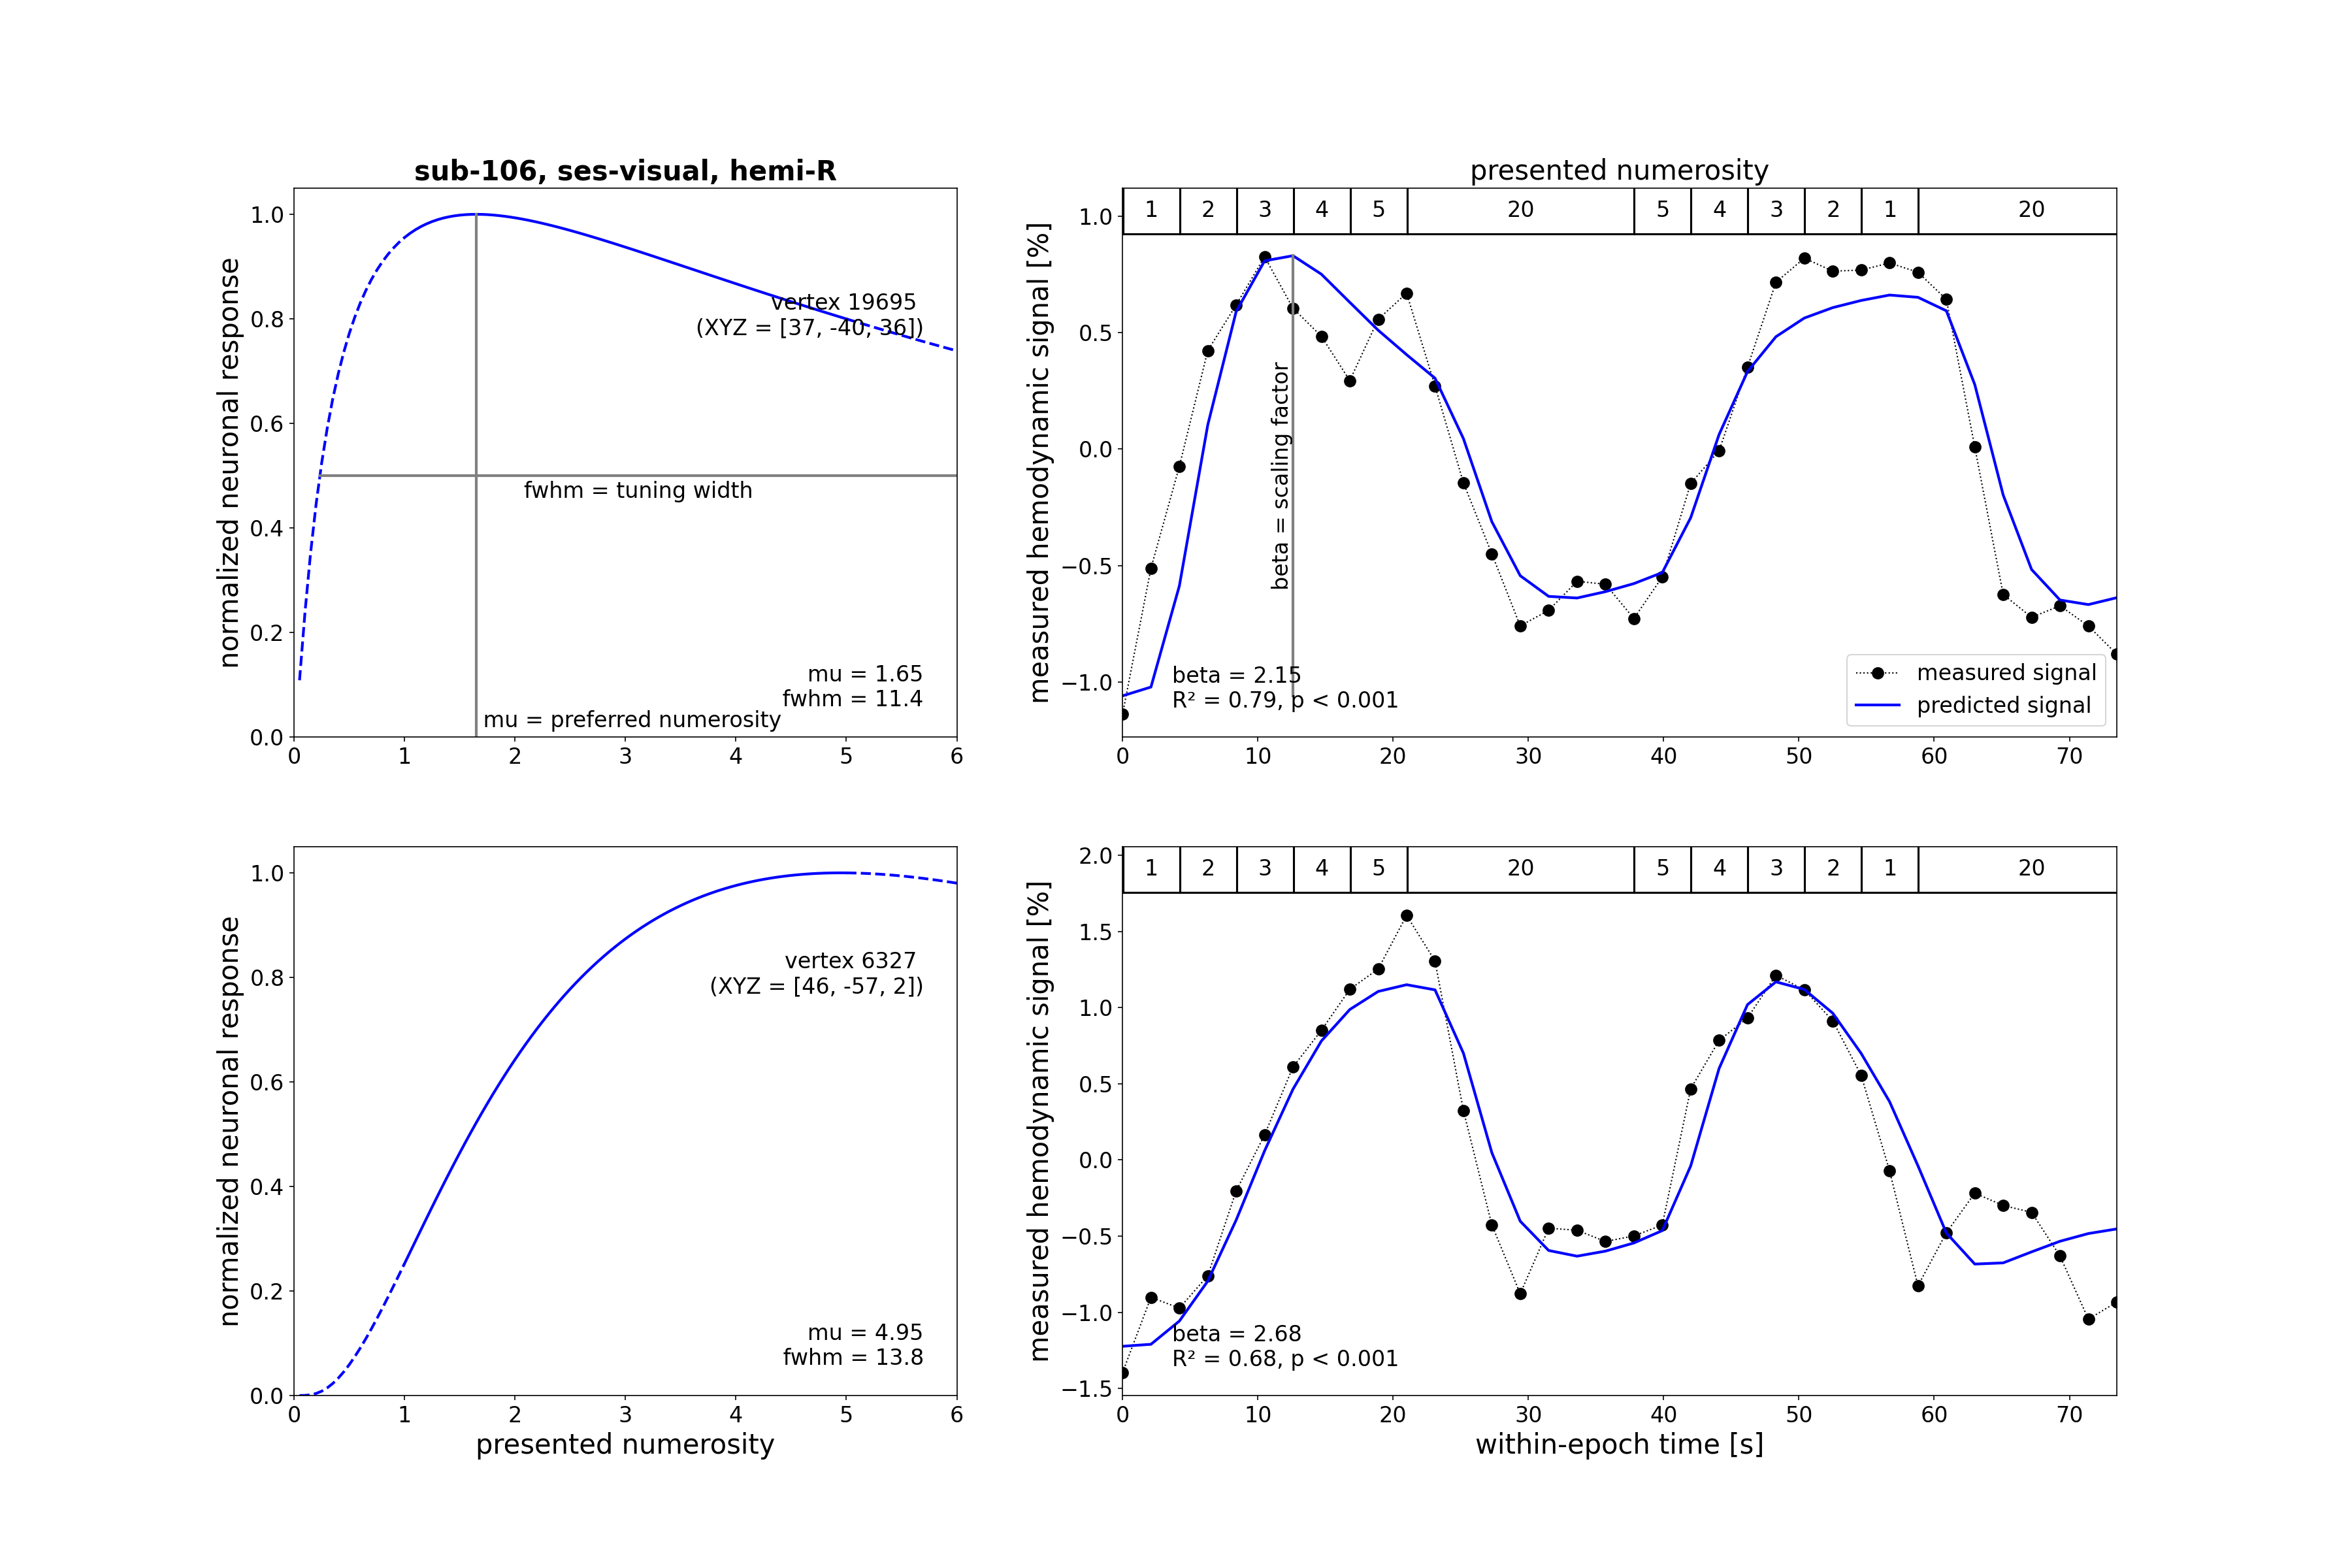 sub-106, ses-visual, hemi-R
normalized neuronal response
1.0
0.8
0.6
0.4
0.2
0.0
vertex 19695
(XYZ = [37, -40, 36])
fwhm = tuning width
mu = 1.65
fwhm = 11.4
mu = preferred numerosity
0 1 2 3 4 5 6
presented numerosity
measured hemodynamic signal [%]
1 2 3 4 5 20 5 4 3 2 1 20
1.0
0.5
0.0
−0.5
−1.0
beta = scaling factor
beta = 2.15
R² = 0.79, p < 0.001
measured signal
predicted signal
0 10 20 30 40 50 60 70
normalized neuronal response
1.0
0.8
0.6
0.4
0.2
0.0
vertex 6327
(XYZ = [46, -57, 2])
mu = 4.95
fwhm = 13.8
0 1 2 3 4 5 6
presented numerosity
measured hemodynamic signal [%]
1 2 3 4 5 20 5 4 3 2 1 20
2.0
1.5
1.0
0.5
0.0
−0.5
−1.0
−1.5
beta = 2.68
R² = 0.68, p < 0.001
0 10 20 30 40 50 60 70
within-epoch time [s]